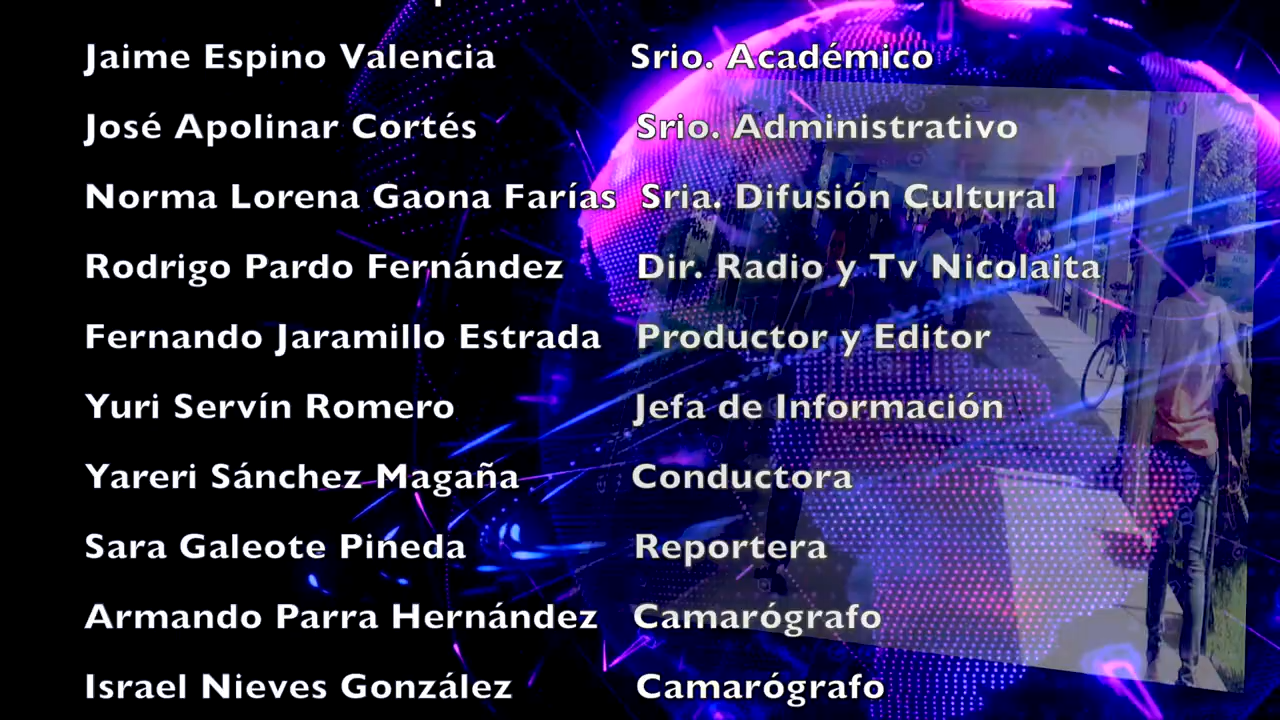 Jaime Espino Valencia Srio. Académico
José Apolinar Cortés Srio. Administrativo
Norma Lorena Gaona Farías Sria. Difusión Cultural
Rodrigo Pardo Fernández Dir. Radio y Tv Nicolaita
Fernando Jaramillo Estrada Productor y Editor
Yuri Servín Romero Jefa de Información
Yareri Sánchez Magaña Conductora
Sara Galeote Pineda Reportera
Armando Parra Hernández Camarógrafo
Israel Nieves González Camarógrafo